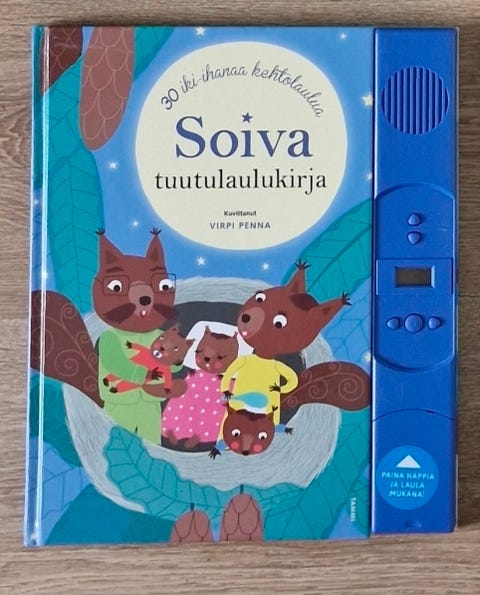 30 iki-ihanaa kehtolaulua
Soiva
tuutulaulukirja
Kuvittanut
VIRPI PENNA
PAINA NAPPIA
JA LAULA
MUKANA!
TAMMI